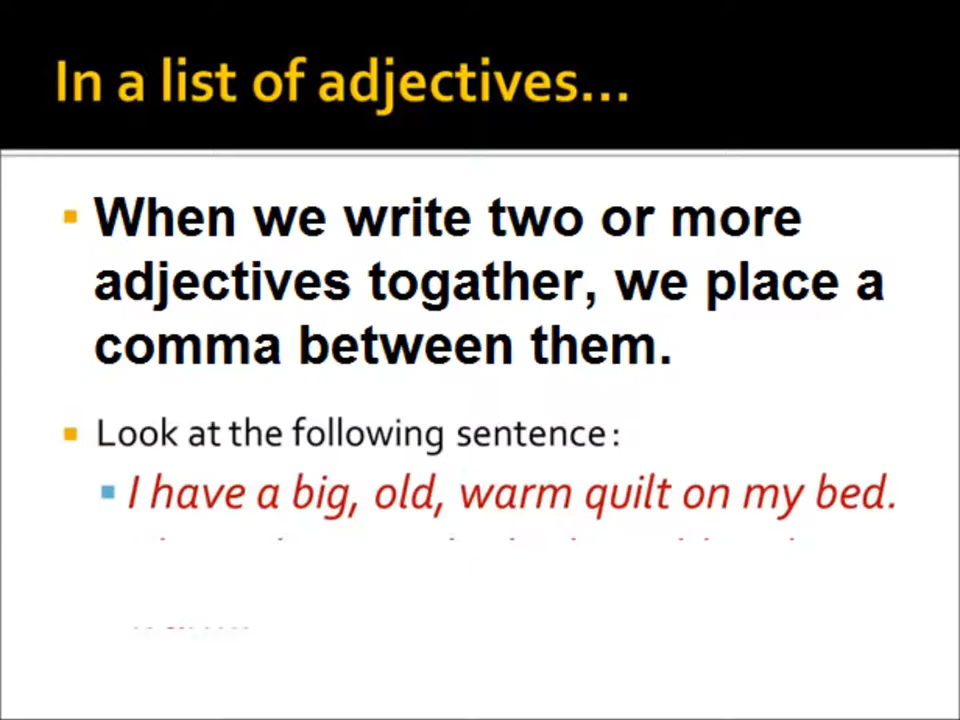 In a list of adjectives...
When we write two or more
adjectives togather, we place a
comma between them.
Look at the following sentence:
I have a big, old, warm quilt on my bed.